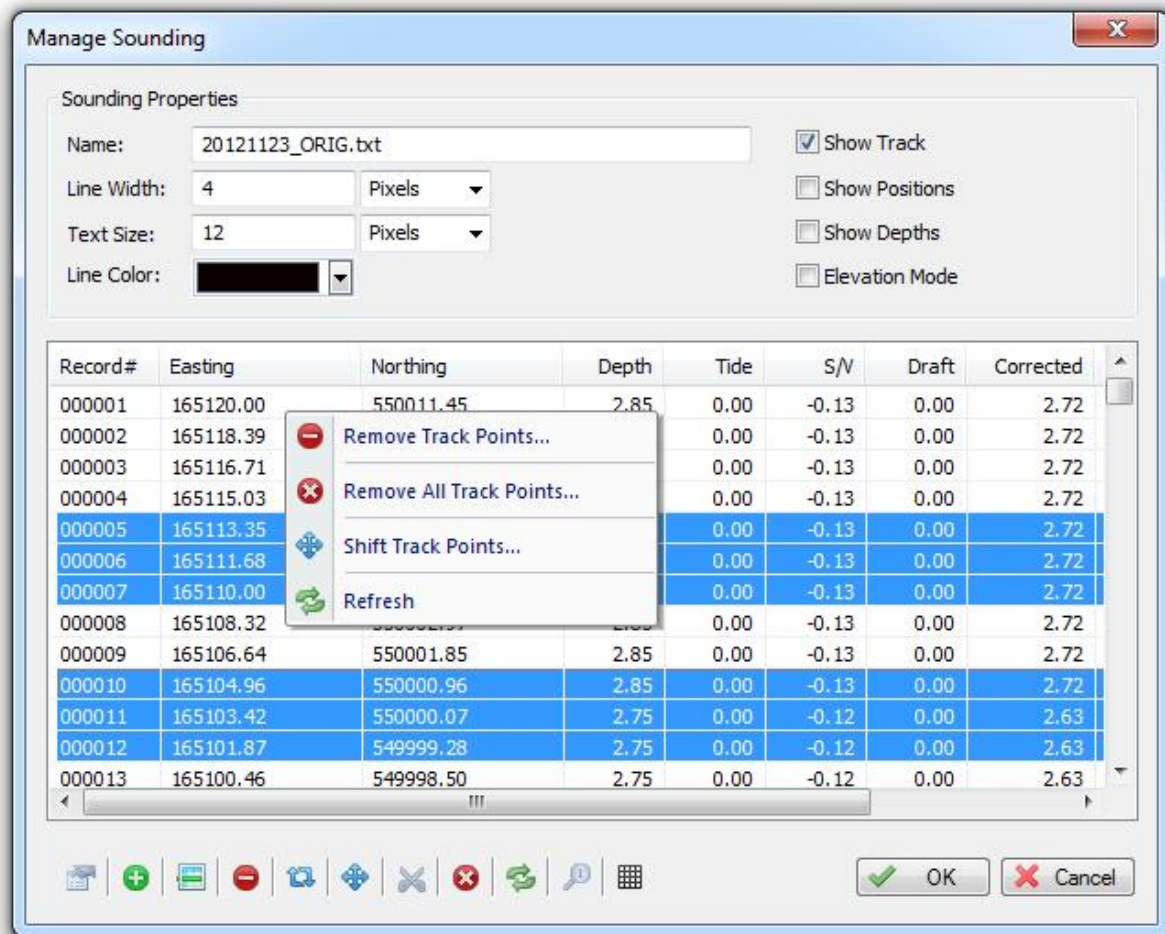 Manage Sounding
Sounding Properties
Name: 20121123_ORIG.txt Show Track
Line Width: 4 Pixels Show Positions
Text Size: 12 Pixels Show Depths
Line Color: Elevation Mode
Record# Easting Northing Depth Tide S/V Draft Corrected
000001 165120.00 550011.45 2.85 0.00 -0.13 0.00 2.72
000002 165118.39 Remove Track Points... 0.00 -0.13 0.00 2.72
000003 165116.71 0.00 -0.13 0.00 2.72
000004 165115.03 Remove All Track Points... 0.00 -0.13 0.00 2.72
000005 165113.35 0.00 -0.13 0.00 2.72
000006 165111.68 Shift Track Points... 0.00 -0.13 0.00 2.72
000007 165110.00 Refresh 0.00 -0.13 0.00 2.72
000008 165108.32 -0.13 0.00 2.72
000009 165106.64 550001.85 2.85 0.00 -0.13 0.00 2.72
000010 165104.96 550000.96 2.85 0.00 -0.13 0.00 2.72
000011 165103.42 550000.07 2.75 0.00 -0.12 0.00 2.63
000012 165101.87 549999.28 2.75 0.00 -0.12 0.00 2.63
000013 165100.46 549998.50 2.75 0.00 -0.12 0.00 2.63
OK Cancel